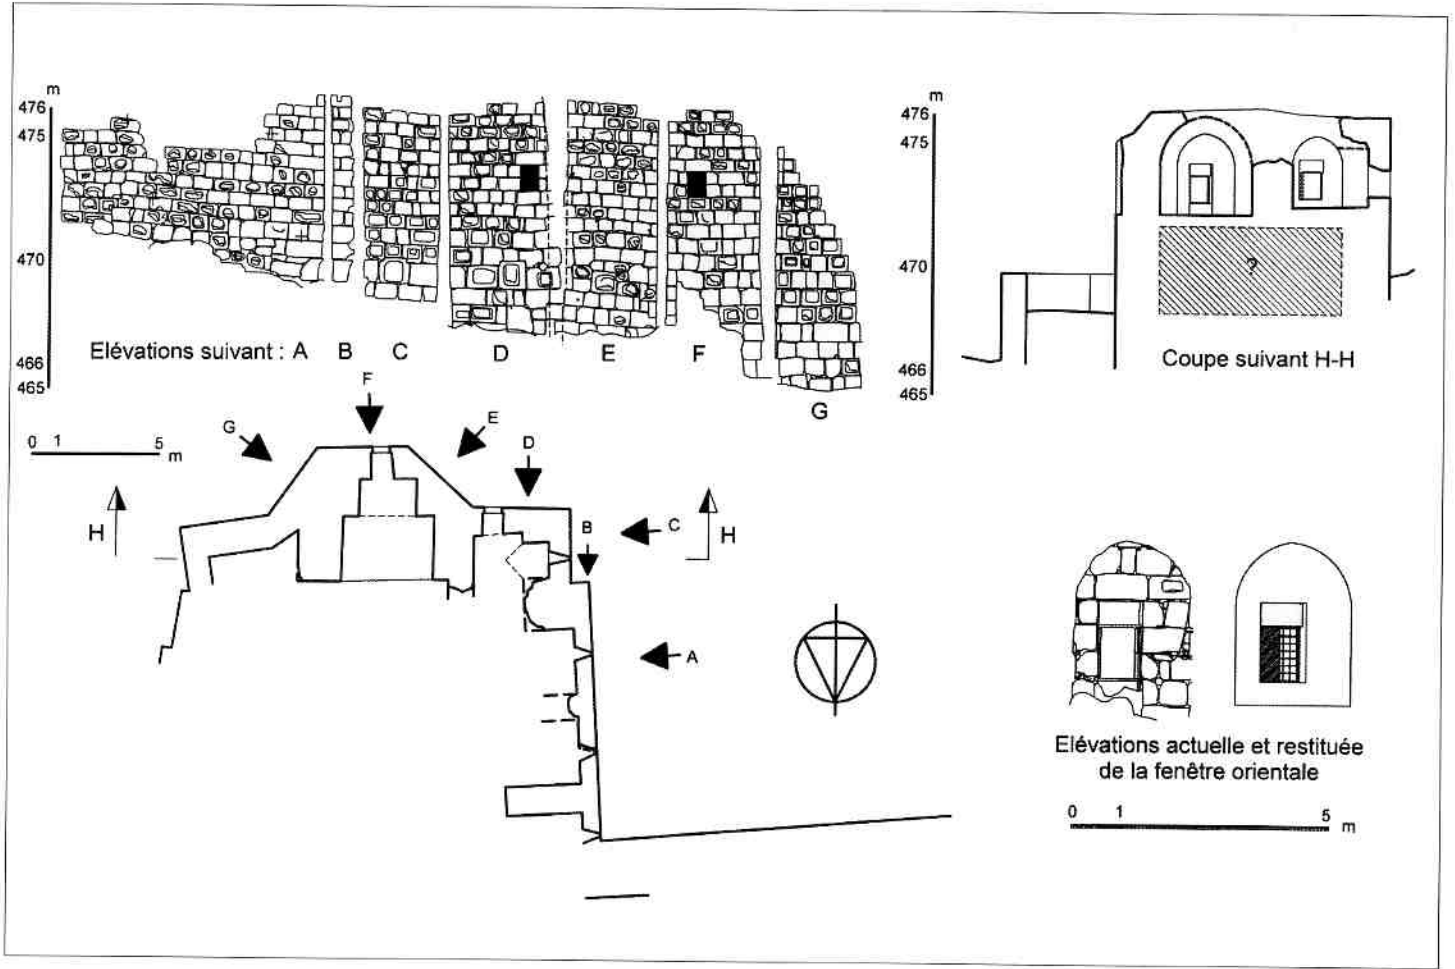 m
476
475
470
466
465
Elévations suivant : A B C D E F
G
m
476
475
470
466
465
?
Coupe suivant H-H
0 1 5 m
F
G
E
D
H
B
C
H
A
Elévations actuelle et restituée
de la fenêtre orientale
0 1 5 m